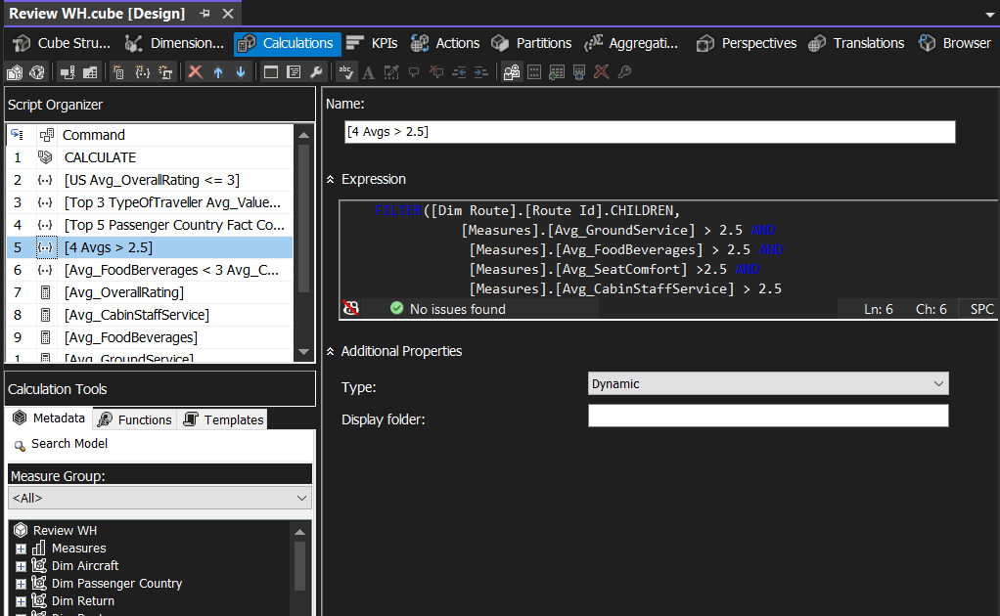 Review WH.cube [Design]
Cube Stru... Dimension... Calculations KPIs Actions Partitions Aggregati... Perspectives Translations Browser
Script Organizer
Command
1 CALCULATE
2 [US Avg_OverallRating <= 3]
3 [Top 3 TypeOfTraveller Avg_Value...
4 [Top 5 Passenger Country Fact Co...
5 [4 Avgs > 2.5]
6 [Avg_FoodBerverages < 3 Avg_C...
7 [Avg_OverallRating]
8 [Avg_CabinStaffService]
9 [Avg_FoodBeverages]
1 [Avg_GroundService]
Calculation Tools
Metadata Functions Templates
Search Model
Measure Group:
<All>
Review WH
Measures
Dim Aircraft
Dim Passenger Country
Dim Return
Name:
[4 Avgs > 2.5]
Expression
FILTER([Dim Route].[Route Id].CHILDREN,
[Measures].[Avg_GroundService] > 2.5 AND
[Measures].[Avg_FoodBeverages] > 2.5 AND
[Measures].[Avg_SeatComfort] >2.5 AND
[Measures].[Avg_CabinStaffService] > 2.5
No issues found Ln: 6 Ch: 6 SPC
Additional Properties
Type: Dynamic
Display folder: